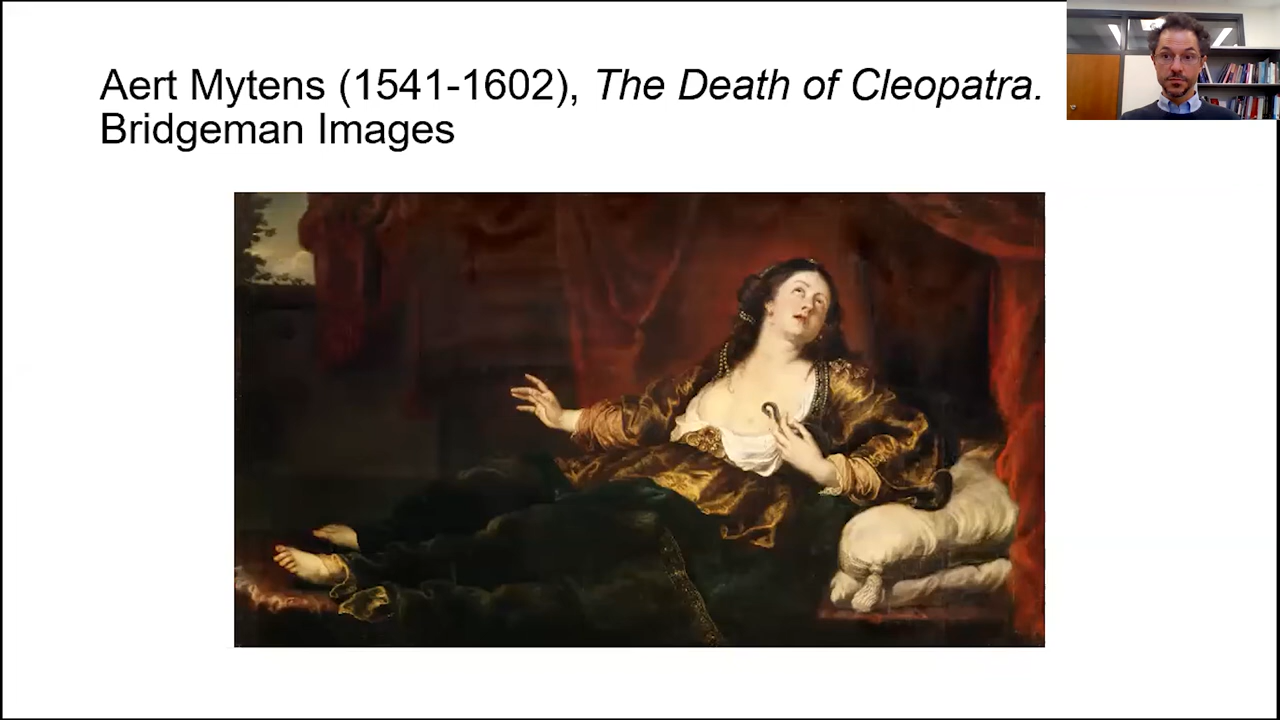 Aert Mytens (1541-1602), The Death of Cleopatra.
Bridgeman Images